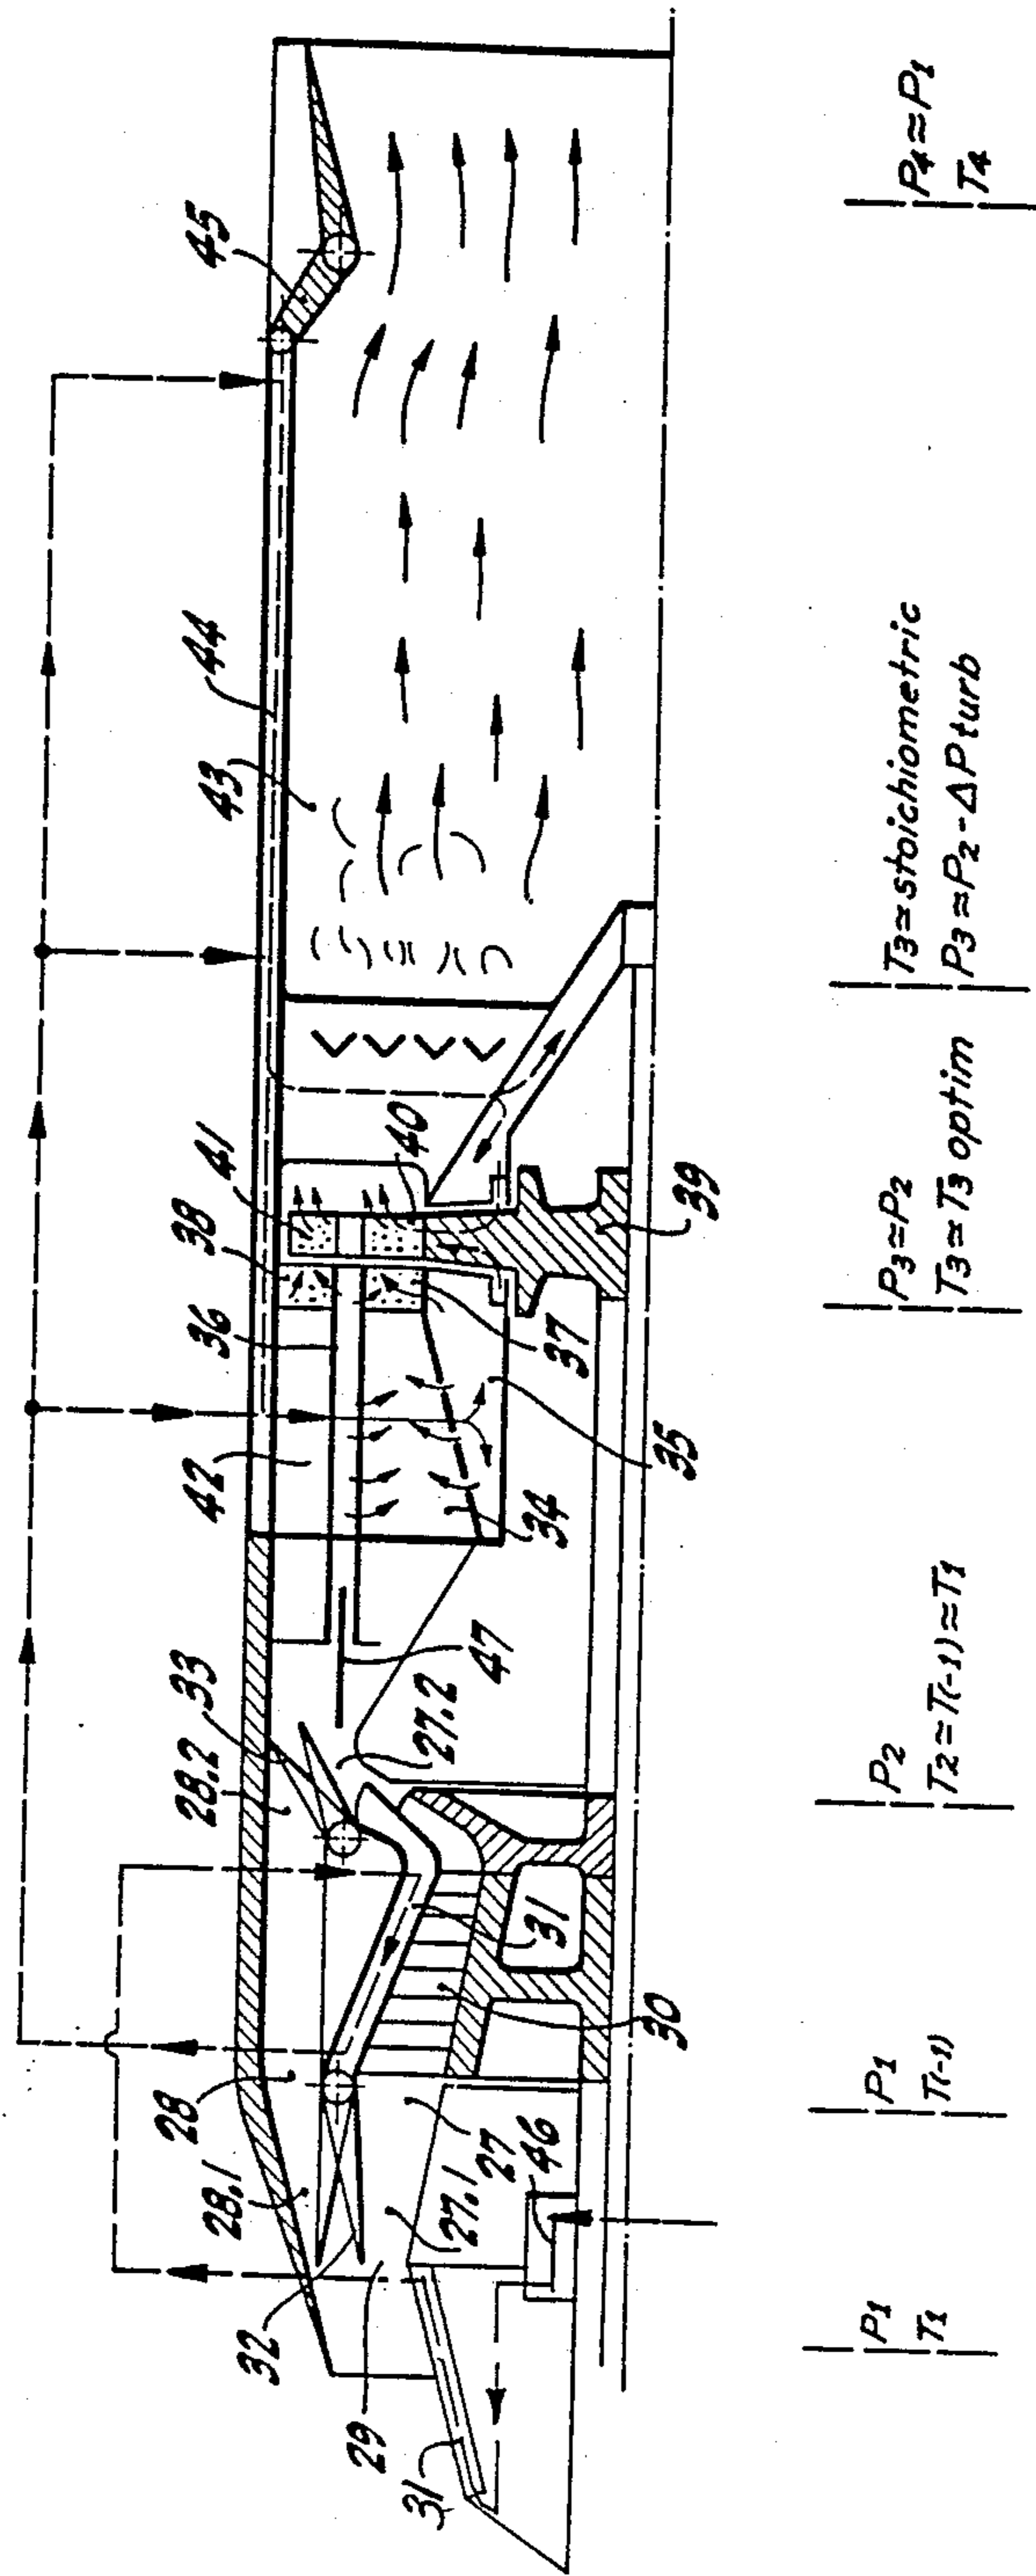 31
29
32
28.1
28
28.2
33
42
36
38
41
43
44
45
27.1
27
46
30
31
27.2
47
34
35
37
40
39
P₁
T₁
P₁
T(-1)
P₂
T₂≃T(-1)≈T₁
P₃≈P₂
T₃≃T₃ optim
T₃≃stoichiometric
P₃≈P₂-ΔPturb
P₄≈P₁
T₄